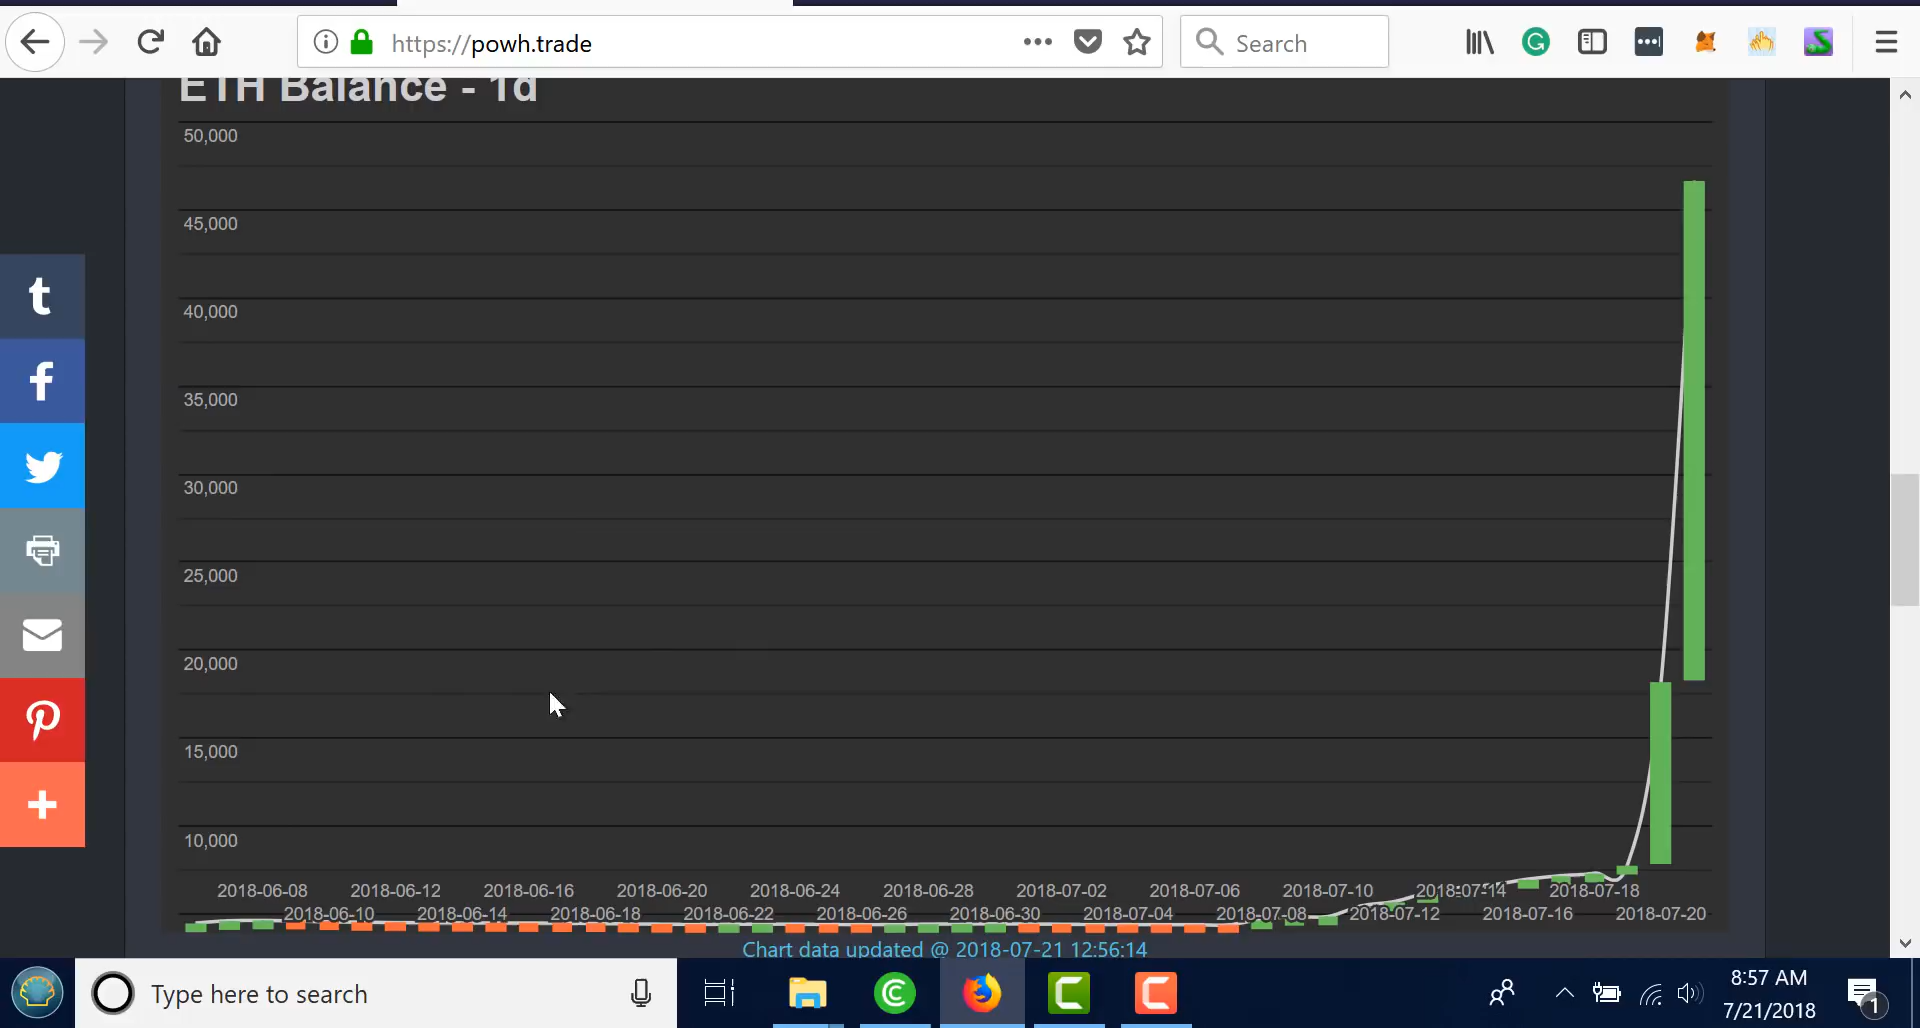 https://powh.trade
Search
ETH Balance - 1d
50,000
45,000
40,000
35,000
30,000
25,000
20,000
15,000
10,000
2018-06-08 2018-06-12 2018-06-16 2018-06-20 2018-06-24 2018-06-28 2018-07-02 2018-07-06 2018-07-10 2018-07-14 2018-07-18
2018-06-10 2018-06-14 2018-06-18 2018-06-22 2018-06-26 2018-06-30 2018-07-04 2018-07-08 2018-07-12 2018-07-16 2018-07-20
Chart data updated @ 2018-07-21 12:56:14
Type here to search
8:57 AM
7/21/2018
1